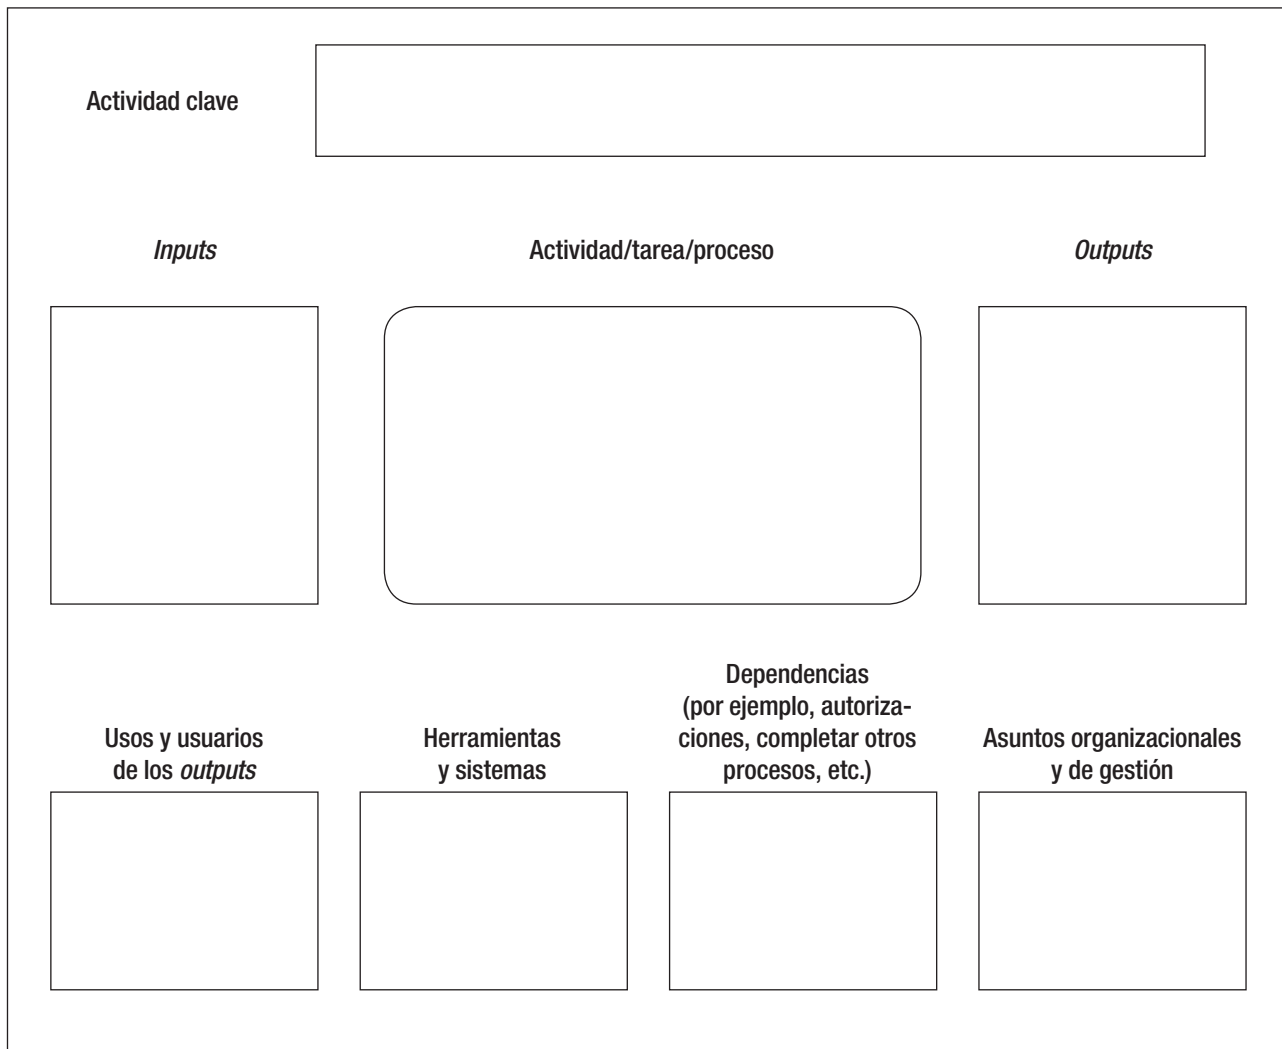 Actividad clave
Inputs
Actividad/tarea/proceso
Outputs
Usos y usuarios
de los outputs
Herramientas
y sistemas
Dependencias
(por ejemplo, autoriza-
ciones, completar otros
procesos, etc.)
Asuntos organizacionales
y de gestión